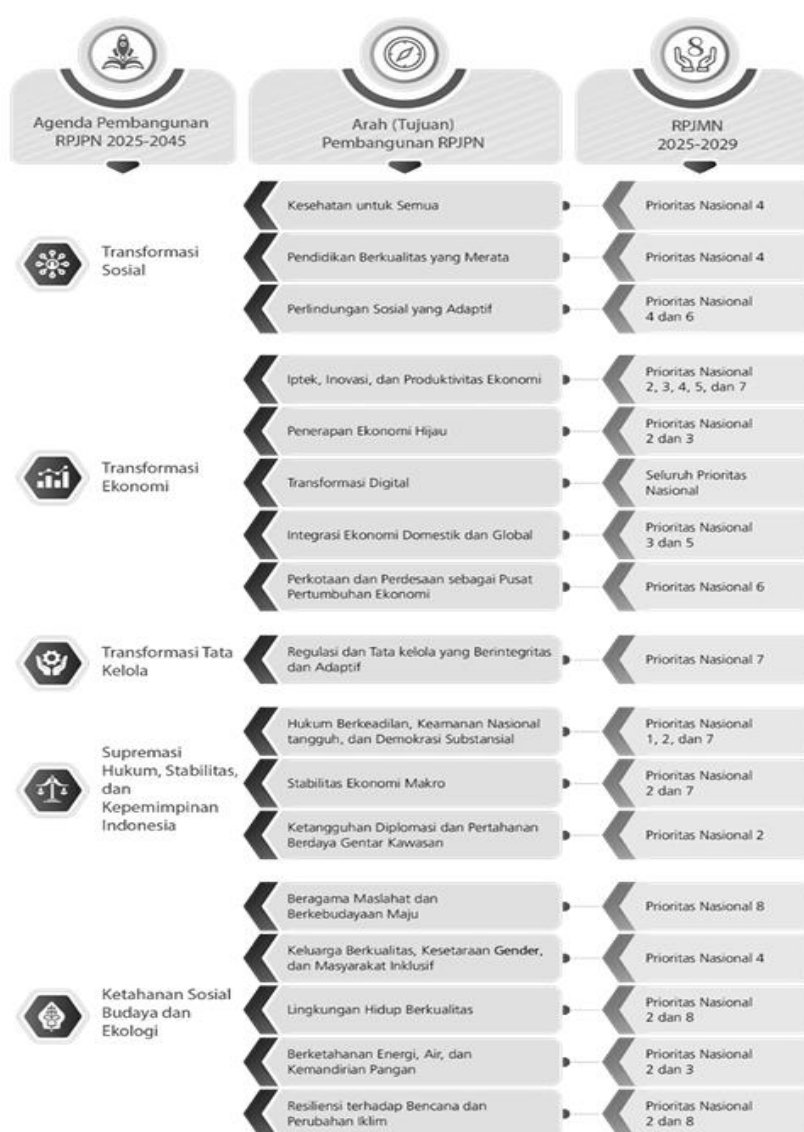 8
Agenda Pembangunan
RPJPN 2025-2045
Arah (Tujuan)
Pembangunan RPJPN
RPJMN
2025-2029
Transformasi
Sosial
Kesehatan untuk Semua
Prioritas Nasional 4
Pendidikan Berkualitas yang Merata
Prioritas Nasional 4
Perlindungan Sosial yang Adaptif
Prioritas Nasional
4 dan 6
Transformasi
Ekonomi
Iptek, Inovasi, dan Produktivitas Ekonomi
Prioritas Nasional
2, 3, 4, 5, dan 7
Penerapan Ekonomi Hijau
Prioritas Nasional
2 dan 3
Transformasi Digital
Seluruh Prioritas
Nasional
Integrasi Ekonomi Domestik dan Global
Prioritas Nasional
3 dan 5
Perkotaan dan Perdesaan sebagai Pusat
Pertumbuhan Ekonomi
Prioritas Nasional 6
Transformasi Tata
Kelola
Regulasi dan Tata kelola yang Berintegritas
dan Adaptif
Prioritas Nasional 7
Supremasi
Hukum, Stabilitas,
dan
Kepemimpinan
Indonesia
Hukum Berkeadilan, Keamanan Nasional
tangguh, dan Demokrasi Substansial
Prioritas Nasional
1, 2, dan 7
Stabilitas Ekonomi Makro
Prioritas Nasional
2 dan 7
Ketangguhan Diplomasi dan Pertahanan
Berdaya Gentar Kawasan
Prioritas Nasional 2
Ketahanan Sosial
Budaya dan
Ekologi
Beragama Maslahat dan
Berkebudayaan Maju
Prioritas Nasional 8
Keluarga Berkualitas, Kesetaraan Gender,
dan Masyarakat Inklusif
Prioritas Nasional 4
Lingkungan Hidup Berkualitas
Prioritas Nasional
2 dan 8
Berketahanan Energi, Air, dan
Kemandirian Pangan
Prioritas Nasional
2 dan 3
Resiliensi terhadap Bencana dan
Perubahan Iklim
Prioritas Nasional
2 dan 8